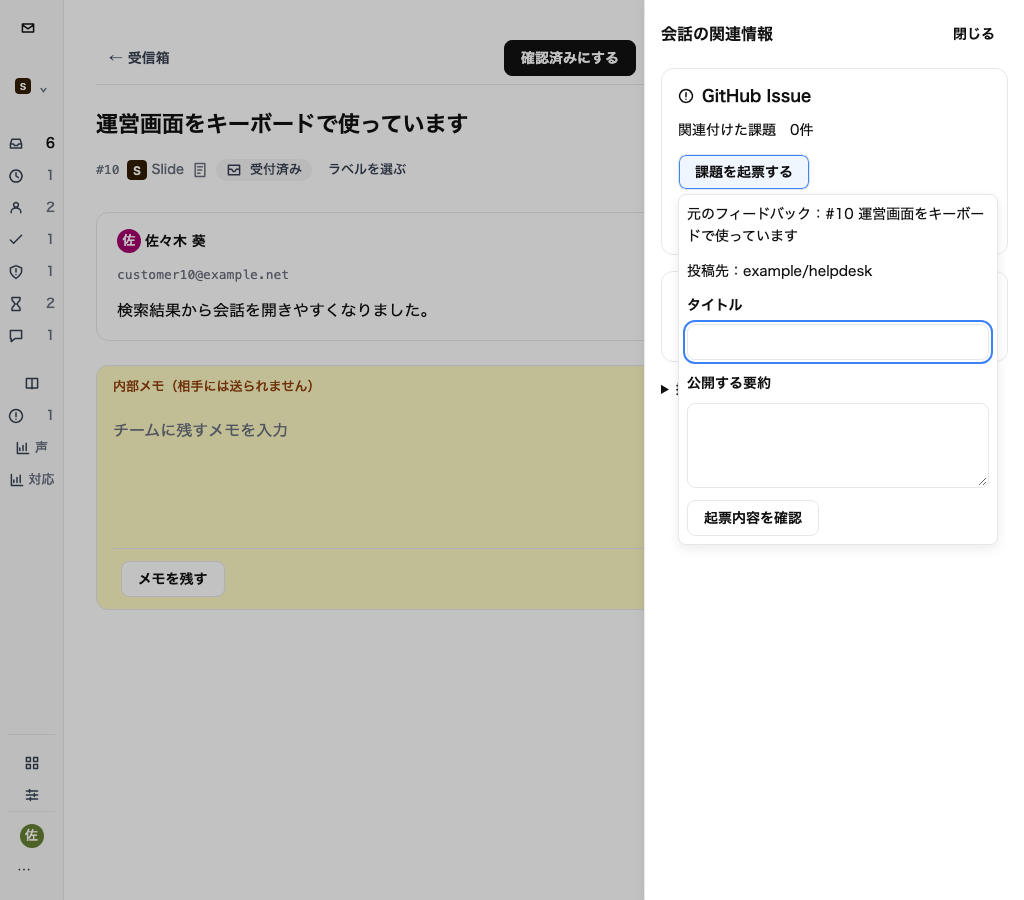 S
6
1
2
1
1
2
1
1
声
対応
佐
…
← 受信箱
確認済みにする
運営画面をキーボードで使っています
#10 S Slide 受付済み ラベルを選ぶ
佐 佐々木 葵
customer10@example.net
検索結果から会話を開きやすくなりました。
内部メモ（相手には送られません）
チームに残すメモを入力
メモを残す
会話の関連情報 閉じる
GitHub Issue
関連付けた課題 0件
課題を起票する
元のフィードバック：#10 運営画面をキーボー
ドで使っています
投稿先：example/helpdesk
タイトル
公開する要約
起票内容を確認